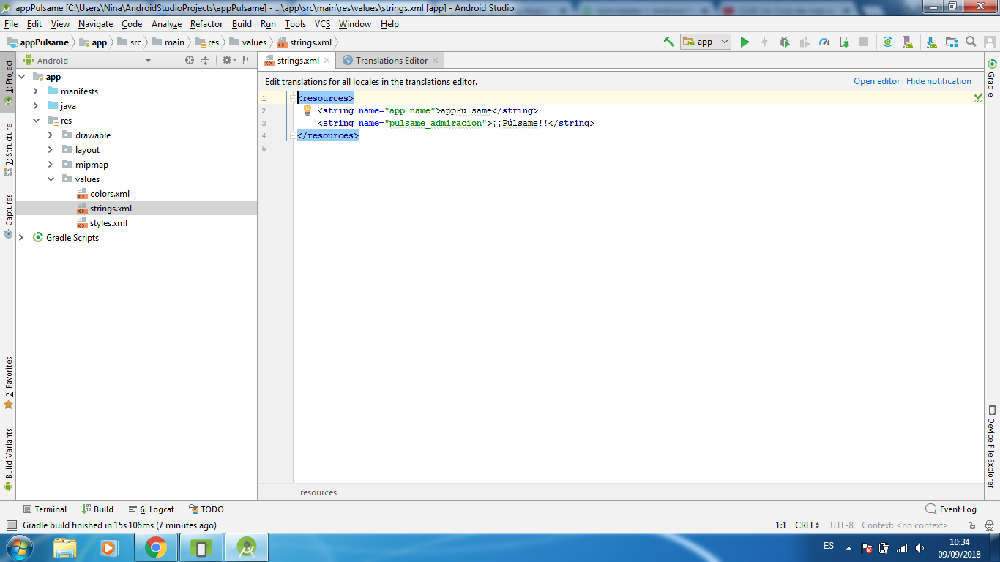 appPulsame [C:\Users\Nina\AndroidStudioProjects\appPulsame] - ...\app\src\main\res\values\strings.xml [app] - Android Studio
File Edit View Navigate Code Analyze Refactor Build Run Tools VCS Window Help
appPulsame app src main res values strings.xml app
1: Project
7: Structure
Captures
2: Favorites
Build Variants
Android
app
manifests
java
res
drawable
layout
mipmap
values
colors.xml
strings.xml
styles.xml
Gradle Scripts
strings.xml Translations Editor
Edit translations for all locales in the translations editor. Open editor Hide notification
1 <resources>
2 <string name="app_name">appPulsame</string>
3 <string name="pulsame_admiracion">¡¡Púlsame!!</string>
4 </resources>
5
resources
Gradle
Device File Explorer
Terminal Build 6: Logcat TODO Event Log
Gradle build finished in 15s 106ms (7 minutes ago) 1:1 CRLF UTF-8 Context: <no context>
ES 10:34
09/09/2018